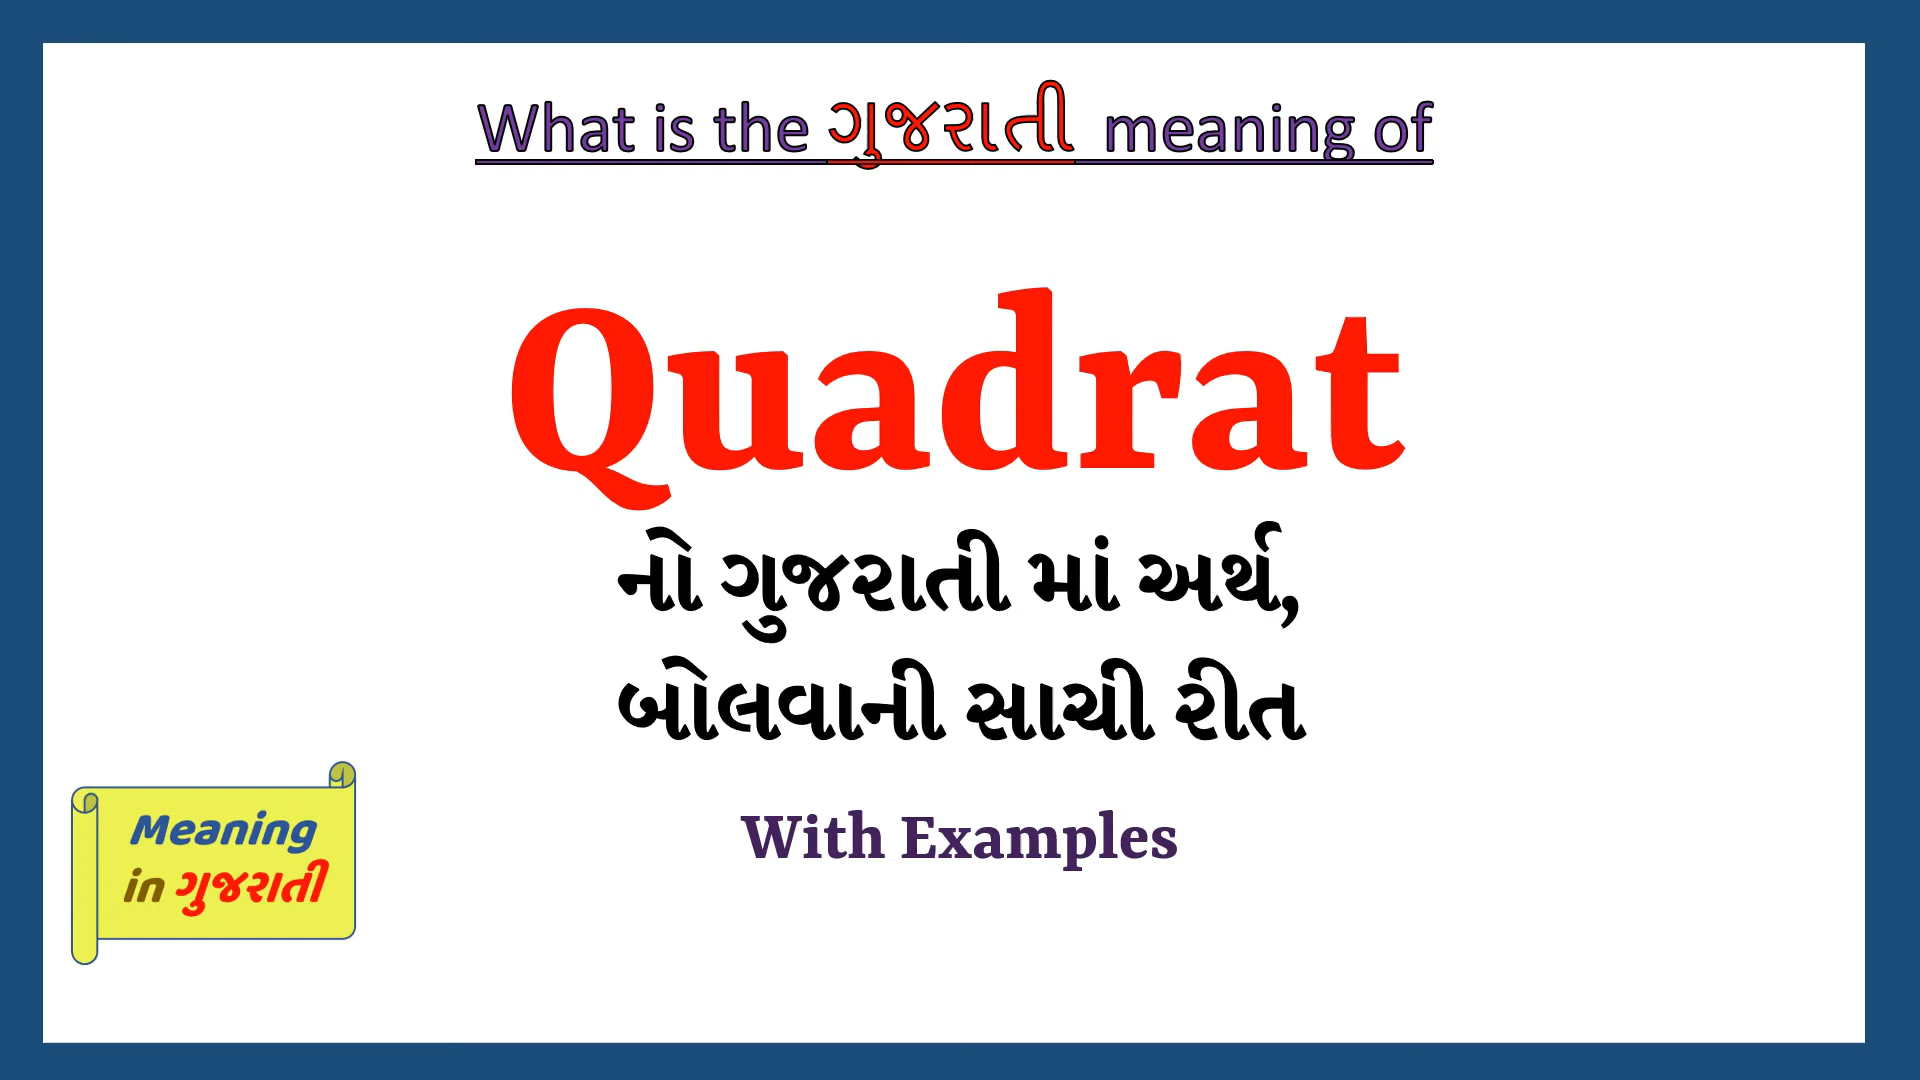 What is the ગુજરાતી meaning of
Quadrat
નો ગુજરાતી માં અર્થ,
બોલવાની સાચી રીત
With Examples
Meaning
in ગુજરાતી